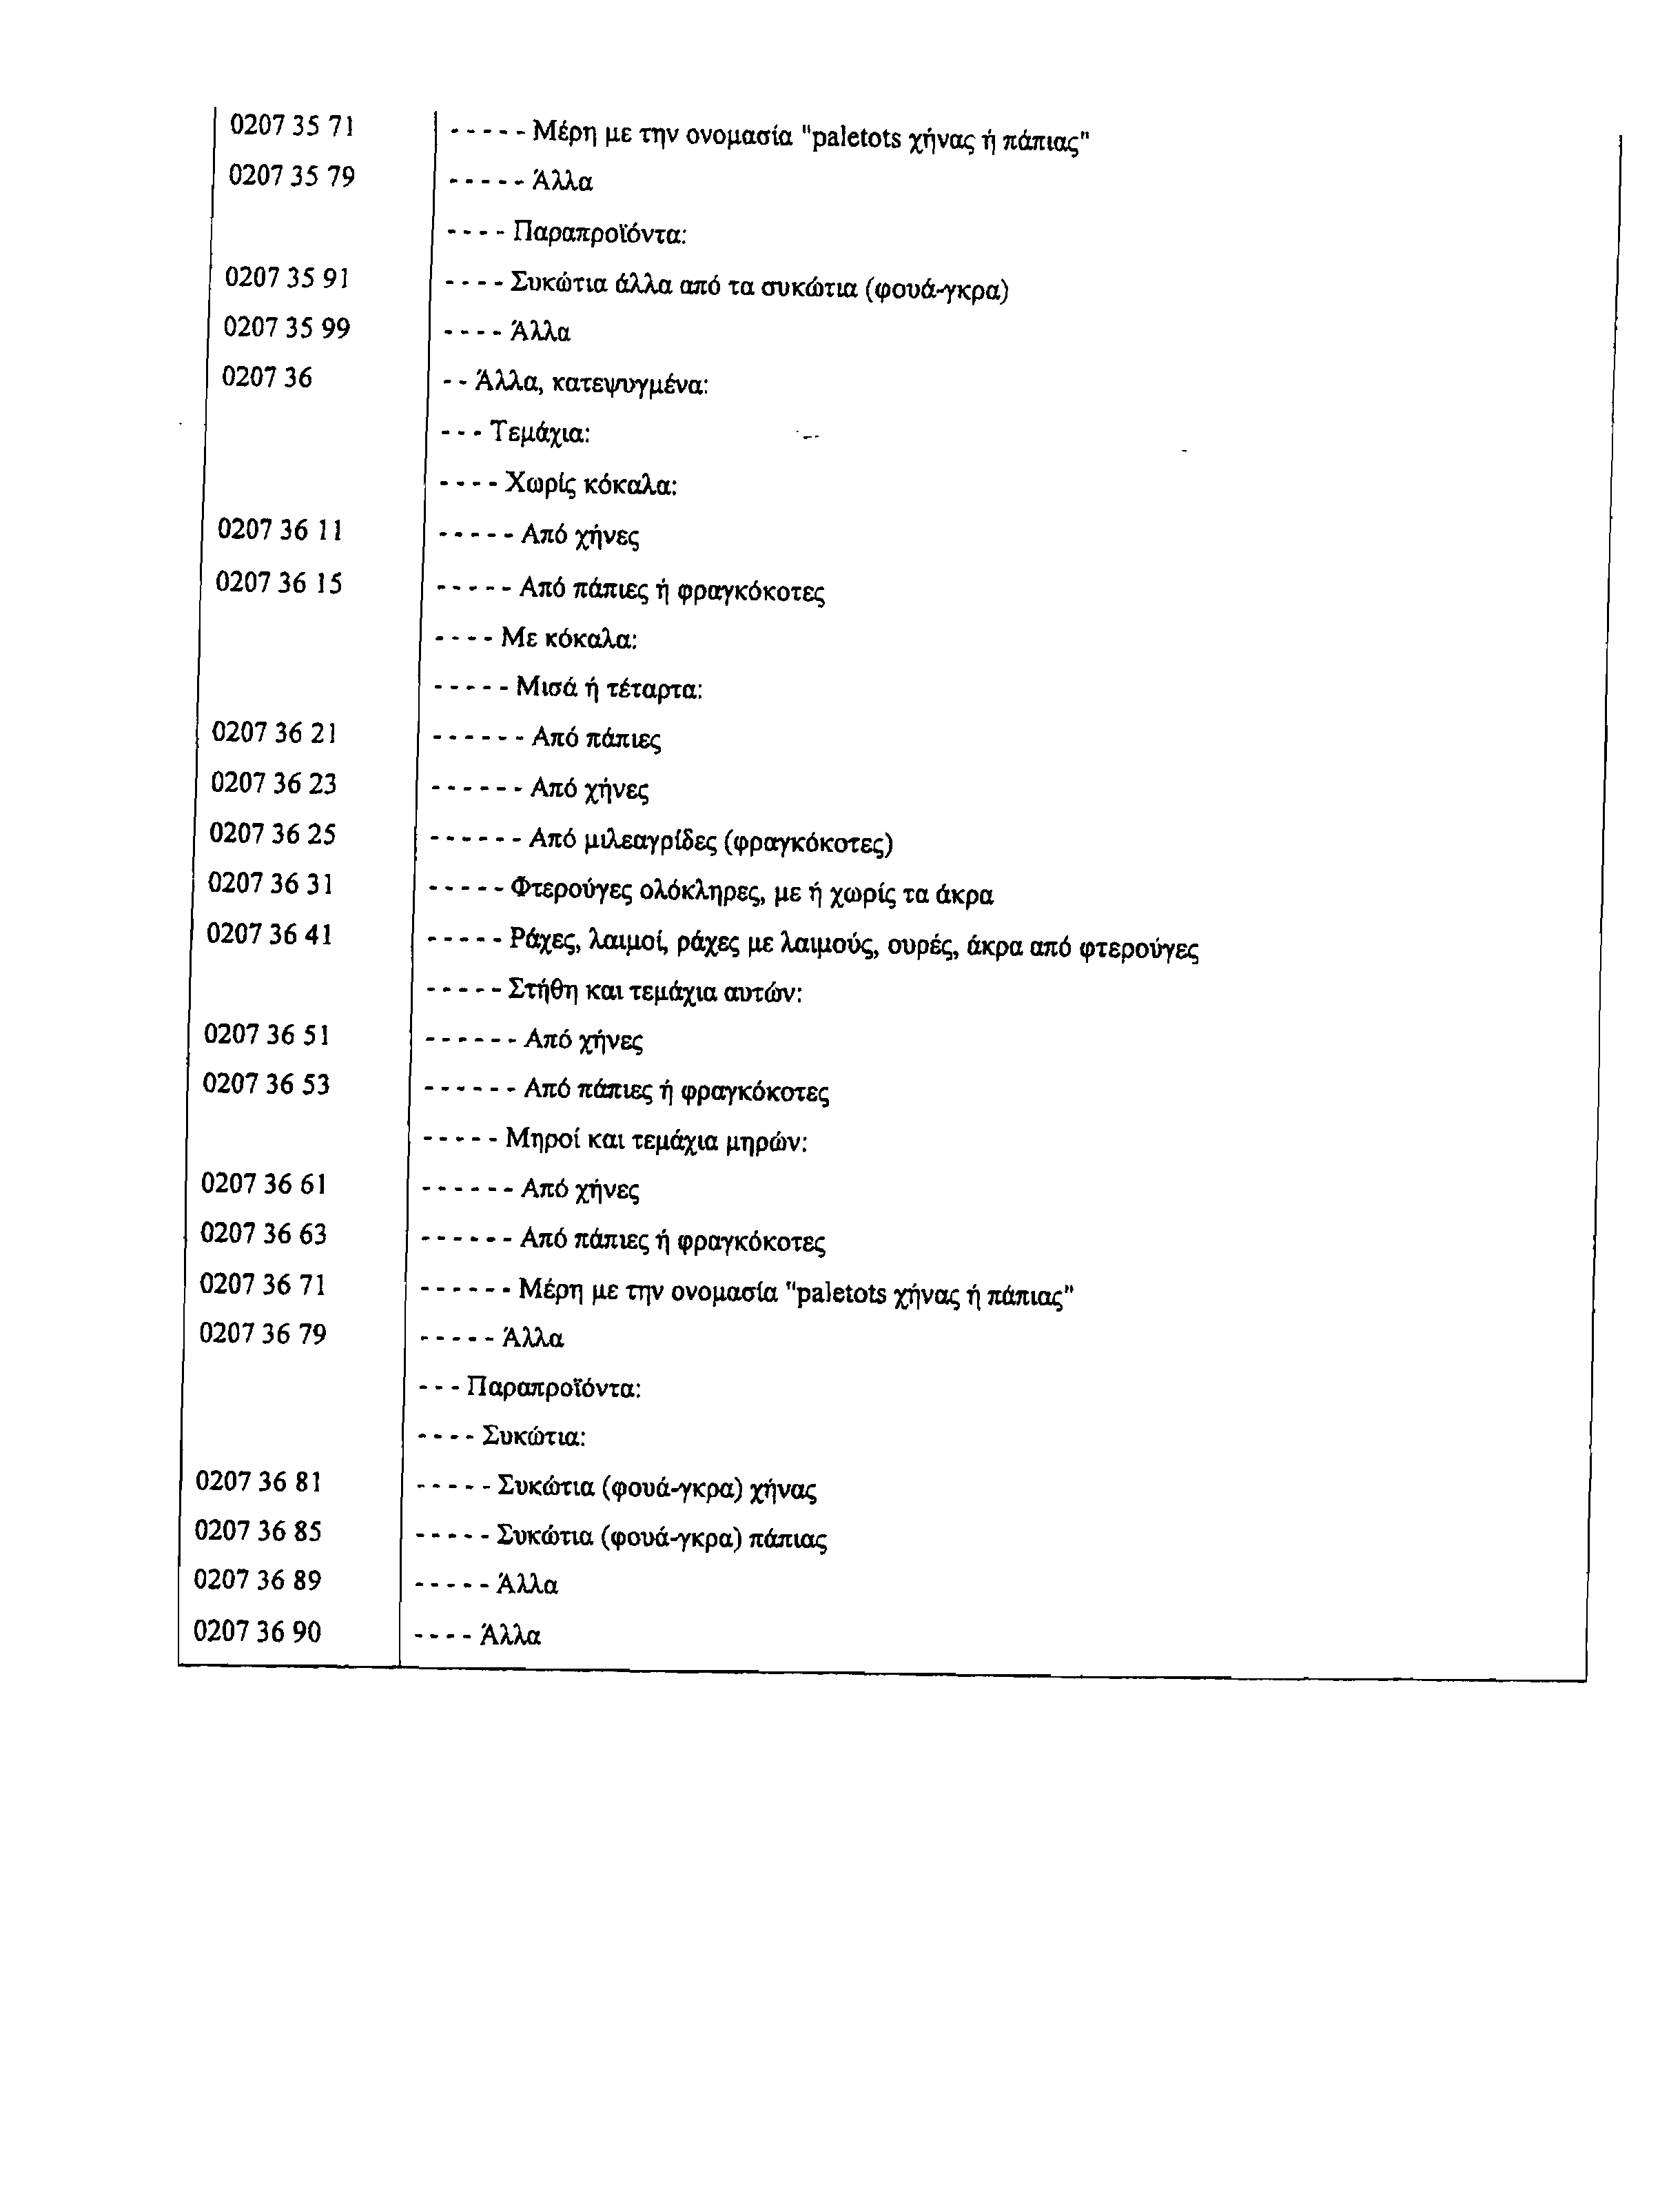 0207 35 71 - - - - - Μέρη με την ονομασία "paletots χήνας ή πάπιας"
0207 35 79 - - - - - Άλλα
- - - - Παραπροϊόντα:
0207 35 91 - - - - Συκώτια άλλα από τα συκώτια (φουά-γκρα)
0207 35 99 - - - - Άλλα
0207 36 - - Άλλα, κατεψυγμένα:
- - - Τεμάχια:
- - - - Χωρίς κόκαλα:
0207 36 11 - - - - - Από χήνες
0207 36 15 - - - - - Από πάπιες ή φραγκόκοτες
- - - - Με κόκαλα:
- - - - - Μισά ή τέταρτα:
0207 36 21 - - - - - - Από πάπιες
0207 36 23 - - - - - - Από χήνες
0207 36 25 - - - - - - Από μιλεαγρίδες (φραγκόκοτες)
0207 36 31 - - - - - Φτερούγες ολόκληρες, με ή χωρίς τα άκρα
0207 36 41 - - - - - Ράχες, λαιμοί, ράχες με λαιμούς, ουρές, άκρα από φτερούγες
- - - - - Στήθη και τεμάχια αυτών:
0207 36 51 - - - - - - Από χήνες
0207 36 53 - - - - - - Από πάπιες ή φραγκόκοτες
- - - - - Μηροί και τεμάχια μηρών:
0207 36 61 - - - - - - Από χήνες
0207 36 63 - - - - - - Από πάπιες ή φραγκόκοτες
0207 36 71 - - - - - - Μέρη με την ονομασία "paletots χήνας ή πάπιας"
0207 36 79 - - - - - Άλλα
- - - Παραπροϊόντα:
- - - - Συκώτια:
0207 36 81 - - - - - Συκώτια (φουά-γκρα) χήνας
0207 36 85 - - - - - Συκώτια (φουά-γκρα) πάπιας
0207 36 89 - - - - - Άλλα
0207 36 90 - - - - Άλλα